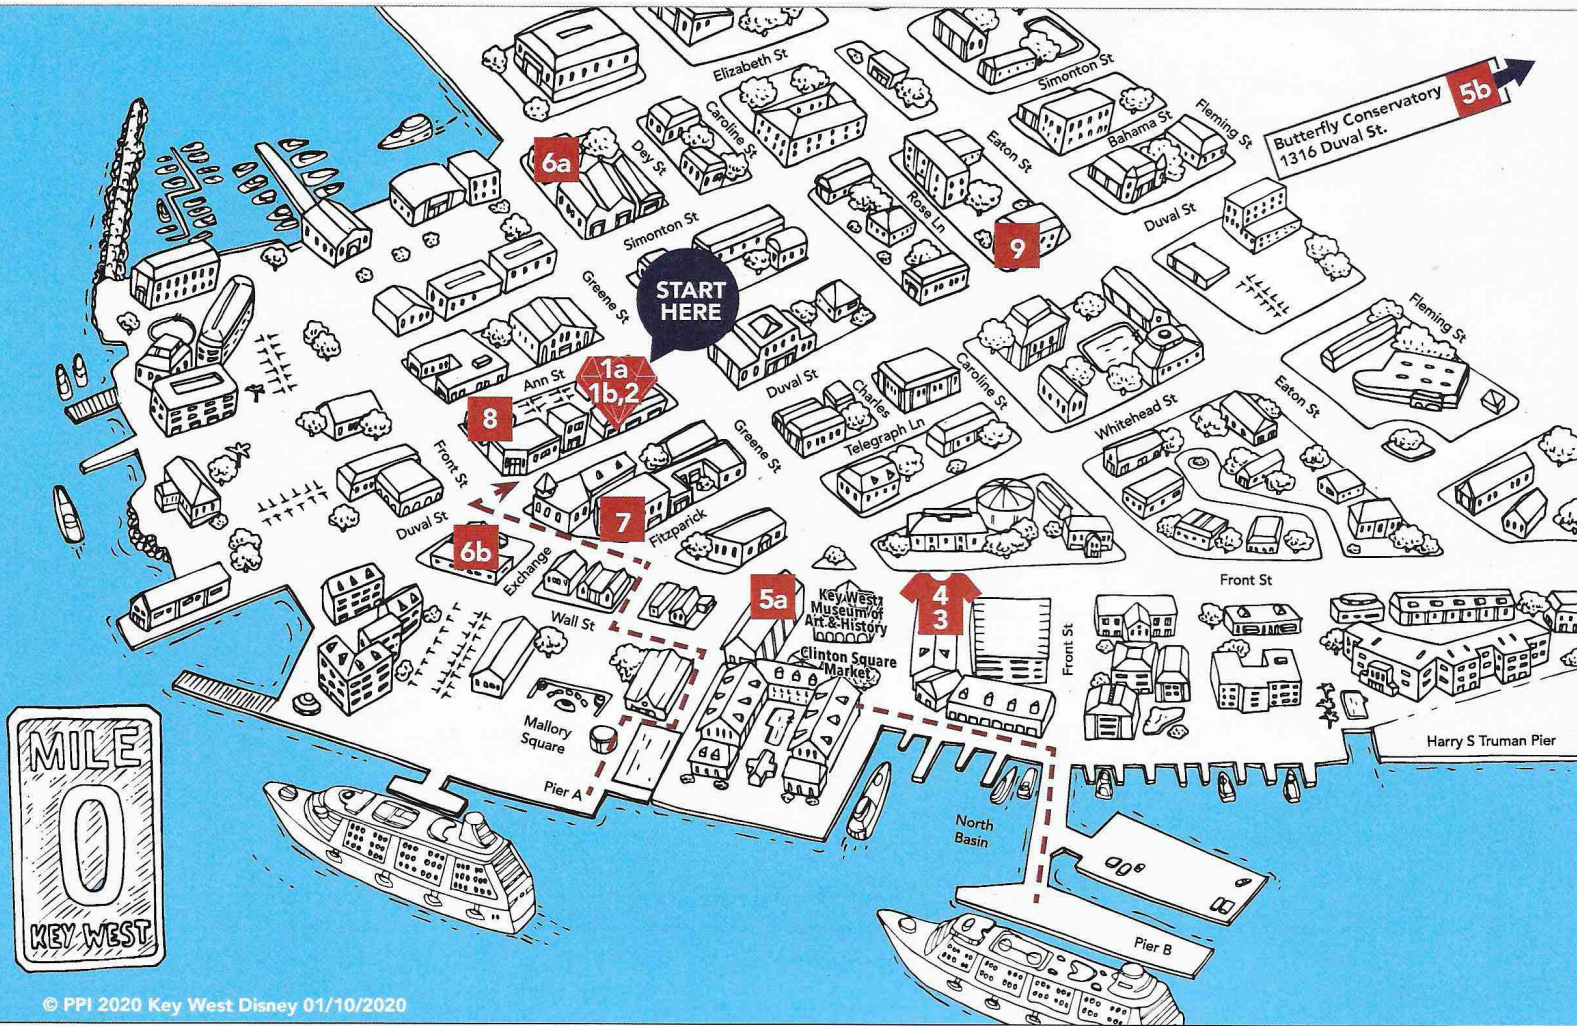 Elizabeth St
Simonton St
Caroline St
Dey St
6a
Eaton St
Bahama St
Fleming St
Butterfly Conservatory
1316 Duval St.
5b
Rose Ln
Duval St
9
Simonton St
START
HERE
Greene St
Fleming St
1a
1b,2
Ann St
Duval St
Charles
Caroline St
Whitehead St
Eaton St
8
Telegraph Ln
Greene St
Front St
7
Duval St
Fitzparick
6b
Exchange
Front St
5a
Key West
Museum of
Art & History
4
3
Wall St
Clinton Square
Market
Front St
Mallory
Square
Pier A
Harry S Truman Pier
North
Basin
MILE
0
KEY WEST
Pier B
© PPI 2020 Key West Disney 01/10/2020